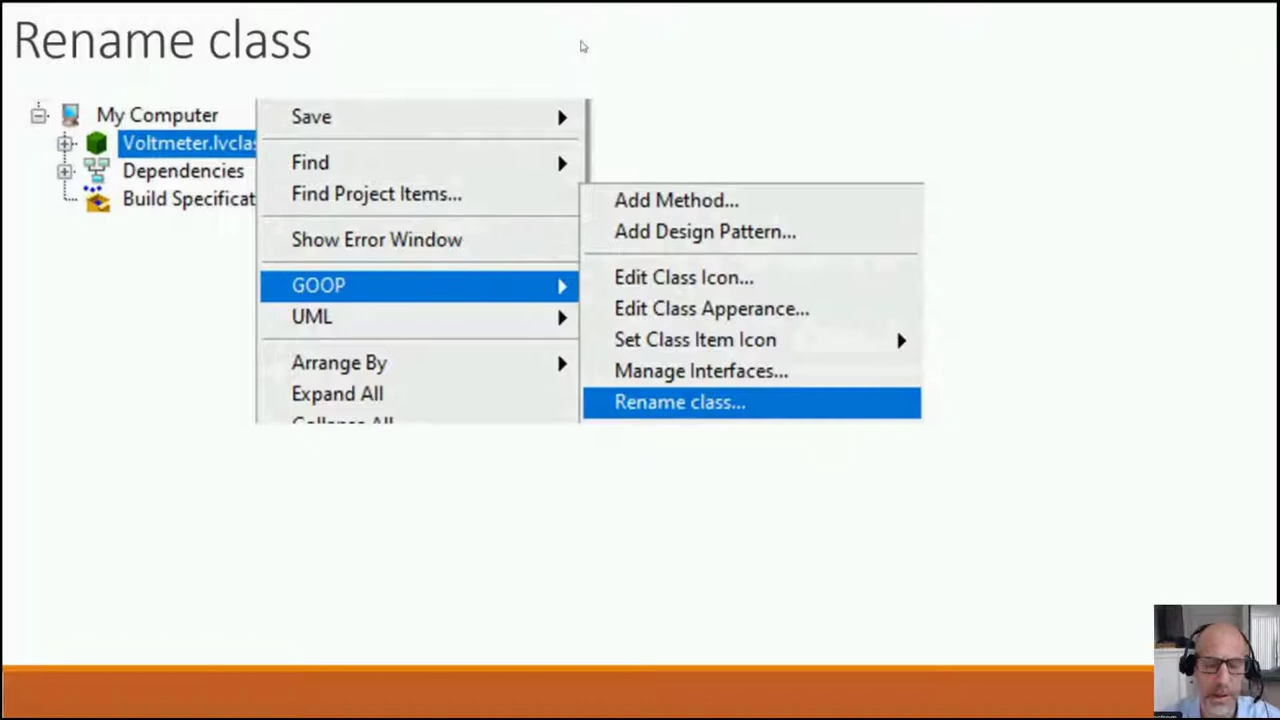 Rename class
My Computer
Voltmeter.lvclas
Dependencies
Build Specificat
Save
Find
Find Project Items...
Show Error Window
GOOP
UML
Arrange By
Expand All
Collapse All
Add Method...
Add Design Pattern...
Edit Class Icon...
Edit Class Apperance...
Set Class Item Icon
Manage Interfaces...
Rename class...